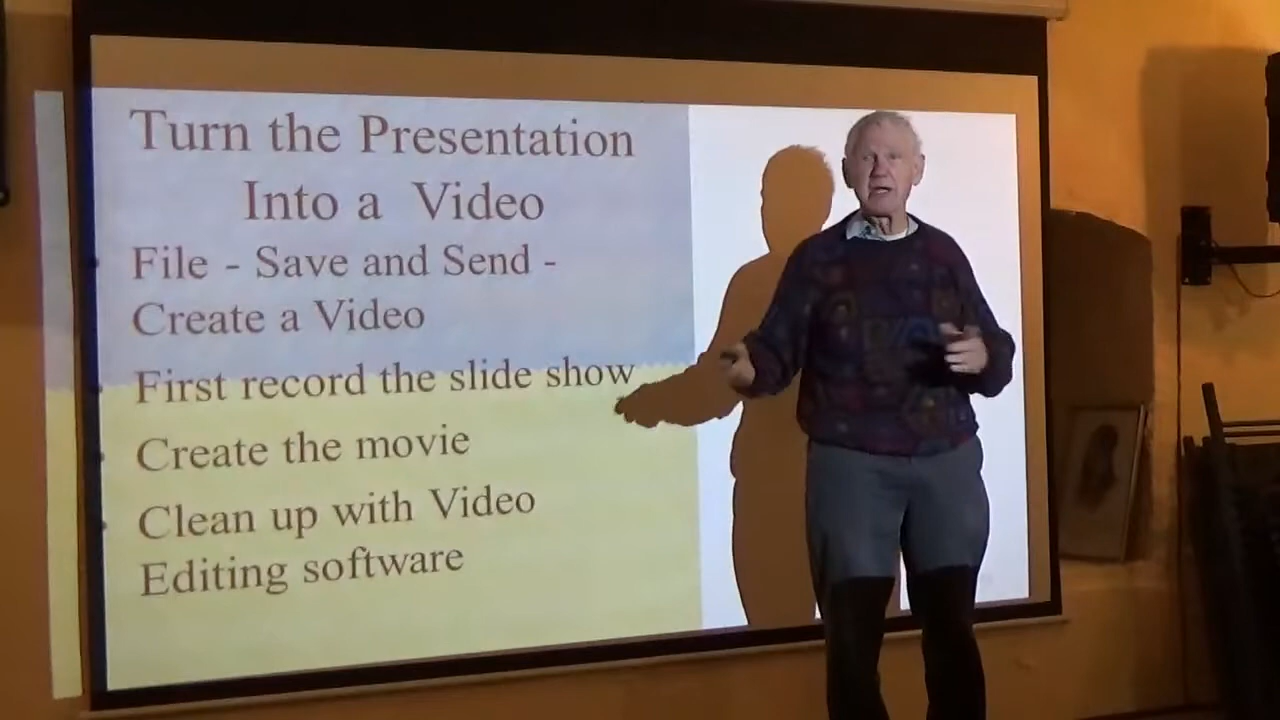 Turn the Presentation
Into a Video
File - Save and Send -
Create a Video
First record the slide show
Create the movie
Clean up with Video
Editing software